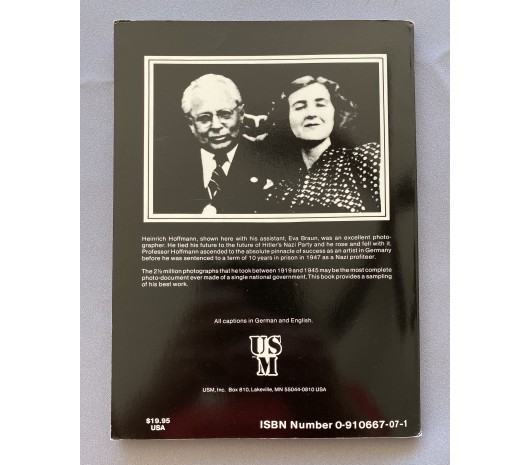 Heinrich Hoffmann, shown here with his assistant, Eva Braun, was an excellent photo-
grapher. He tied his future to the future of Hitler's Nazi Party and he rose and fell with it.
Professor Hoffmann ascended to the absolute pinnacle of success as an artist in Germany
before he was sentenced to a term of 10 years in prison in 1947 as a Nazi profiteer.
The 2½ million photographs that he took between 1919 and 1945 may be the most complete
photo-document ever made of a single national government. This book provides a sampling
of his best work.
All captions in German and English.
US
M
USM, Inc. Box 810, Lakeville, MN 55044-0810 USA
$19.95
USA
ISBN Number 0-910667-07-1